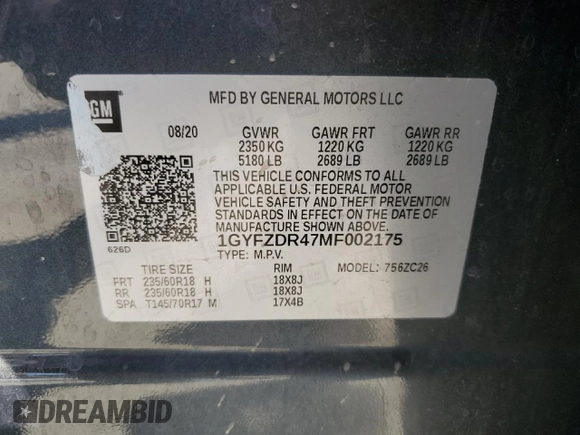 GM
MFD BY GENERAL MOTORS LLC
08/20 GVWR GAWR FRT GAWR RR
2350 KG 1220 KG 1220 KG
5180 LB 2689 LB 2689 LB
THIS VEHICLE CONFORMS TO ALL
APPLICABLE U.S. FEDERAL MOTOR
VEHICLE SAFETY AND THEFT PREVENTION
STANDARDS IN EFFECT ON THE DATE OF
MANUFACTURE SHOWN ABOVE.
1GYFZDR47MF002175
626D
TYPE: M.P.V.
TIRE SIZE RIM MODEL: 756ZC26
FRT 235/60R18 H 18X8J
RR 235/60R18 H 18X8J
SPA T145/70R17 M 17X4B
DREAMBID